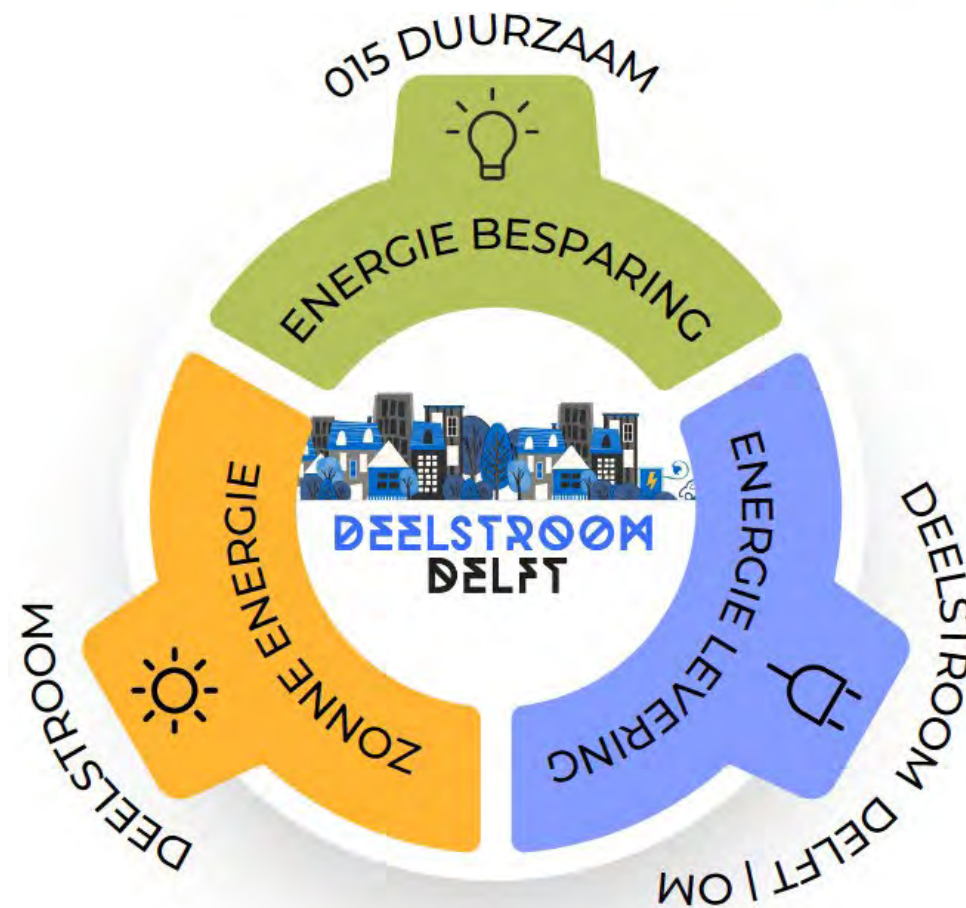 015 DUURZAAM
ENERGIE BESPARING
ENERGIE LEVERING
DEELSTROOM DELFT | OM
ZONNE ENERGIE
DEELSTROOM
DEELSTROOM
DELFT